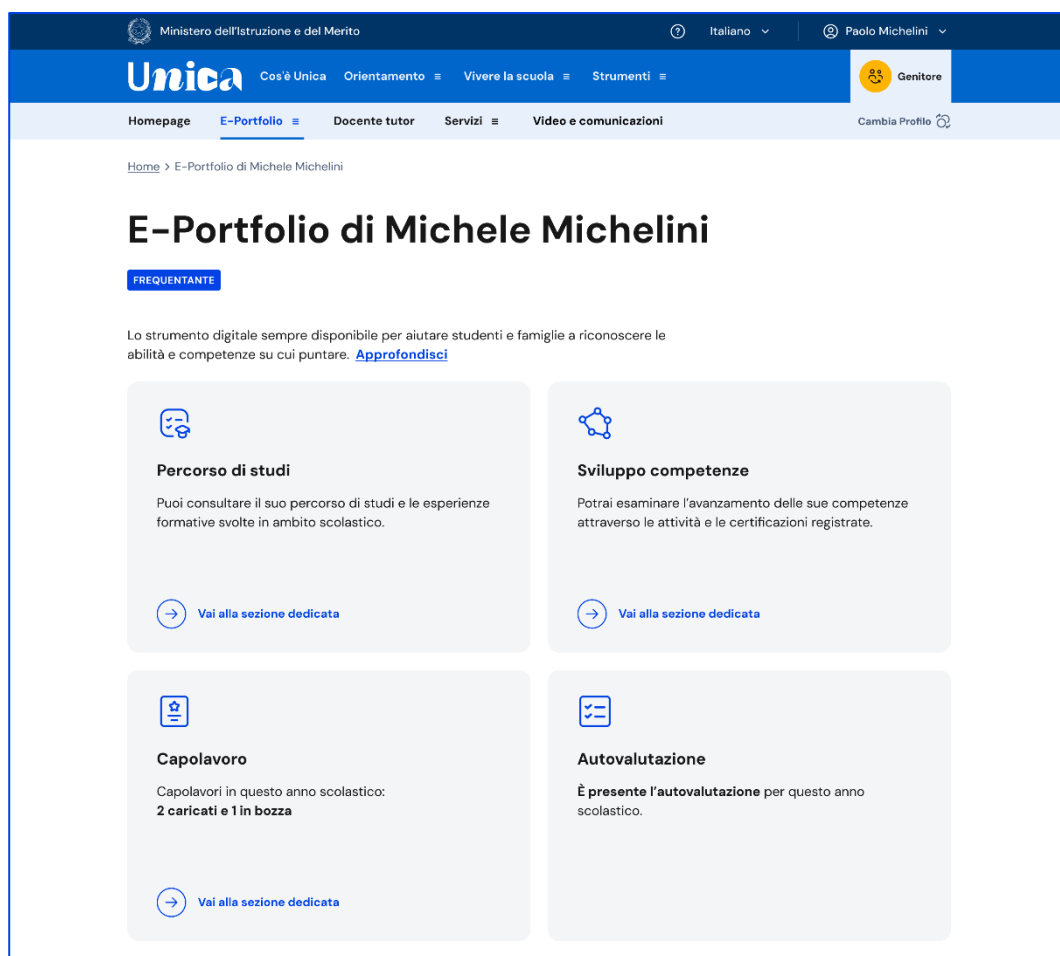 Ministero dell'Istruzione e del Merito
Italiano
Paolo Michelini
Unica
Cos'è Unica Orientamento Vivere la scuola Strumenti
Genitore
Homepage E-Portfolio Docente tutor Servizi Video e comunicazioni
Cambia Profilo
Home > E-Portfolio di Michele Michelini
E-Portfolio di Michele Michelini
FREQUENTANTE
Lo strumento digitale sempre disponibile per aiutare studenti e famiglie a riconoscere le
abilità e competenze su cui puntare. Approfondisci
Percorso di studi
Puoi consultare il suo percorso di studi e le esperienze
formative svolte in ambito scolastico.
Vai alla sezione dedicata
Sviluppo competenze
Potrai esaminare l'avanzamento delle sue competenze
attraverso le attività e le certificazioni registrate.
Vai alla sezione dedicata
Capolavoro
Capolavori in questo anno scolastico:
2 caricati e 1 in bozza
Vai alla sezione dedicata
Autovalutazione
È presente l'autovalutazione per questo anno
scolastico.